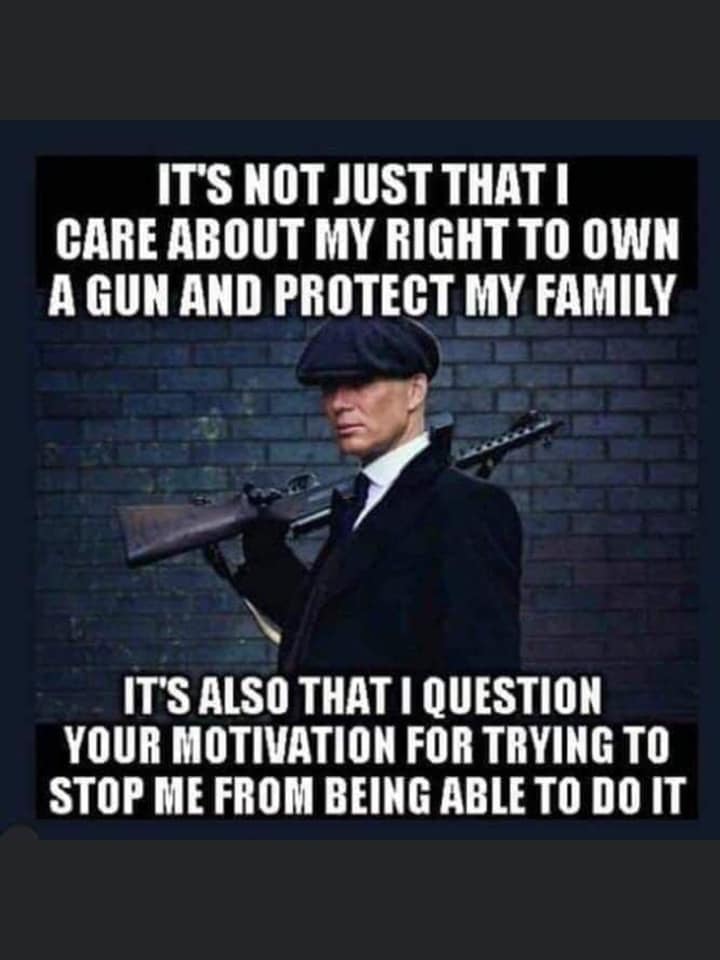 IT'S NOT JUST THAT I
CARE ABOUT MY RIGHT TO OWN
A GUN AND PROTECT MY FAMILY
IT'S ALSO THAT I QUESTION
YOUR MOTIVATION FOR TRYING TO
STOP ME FROM BEING ABLE TO DO IT